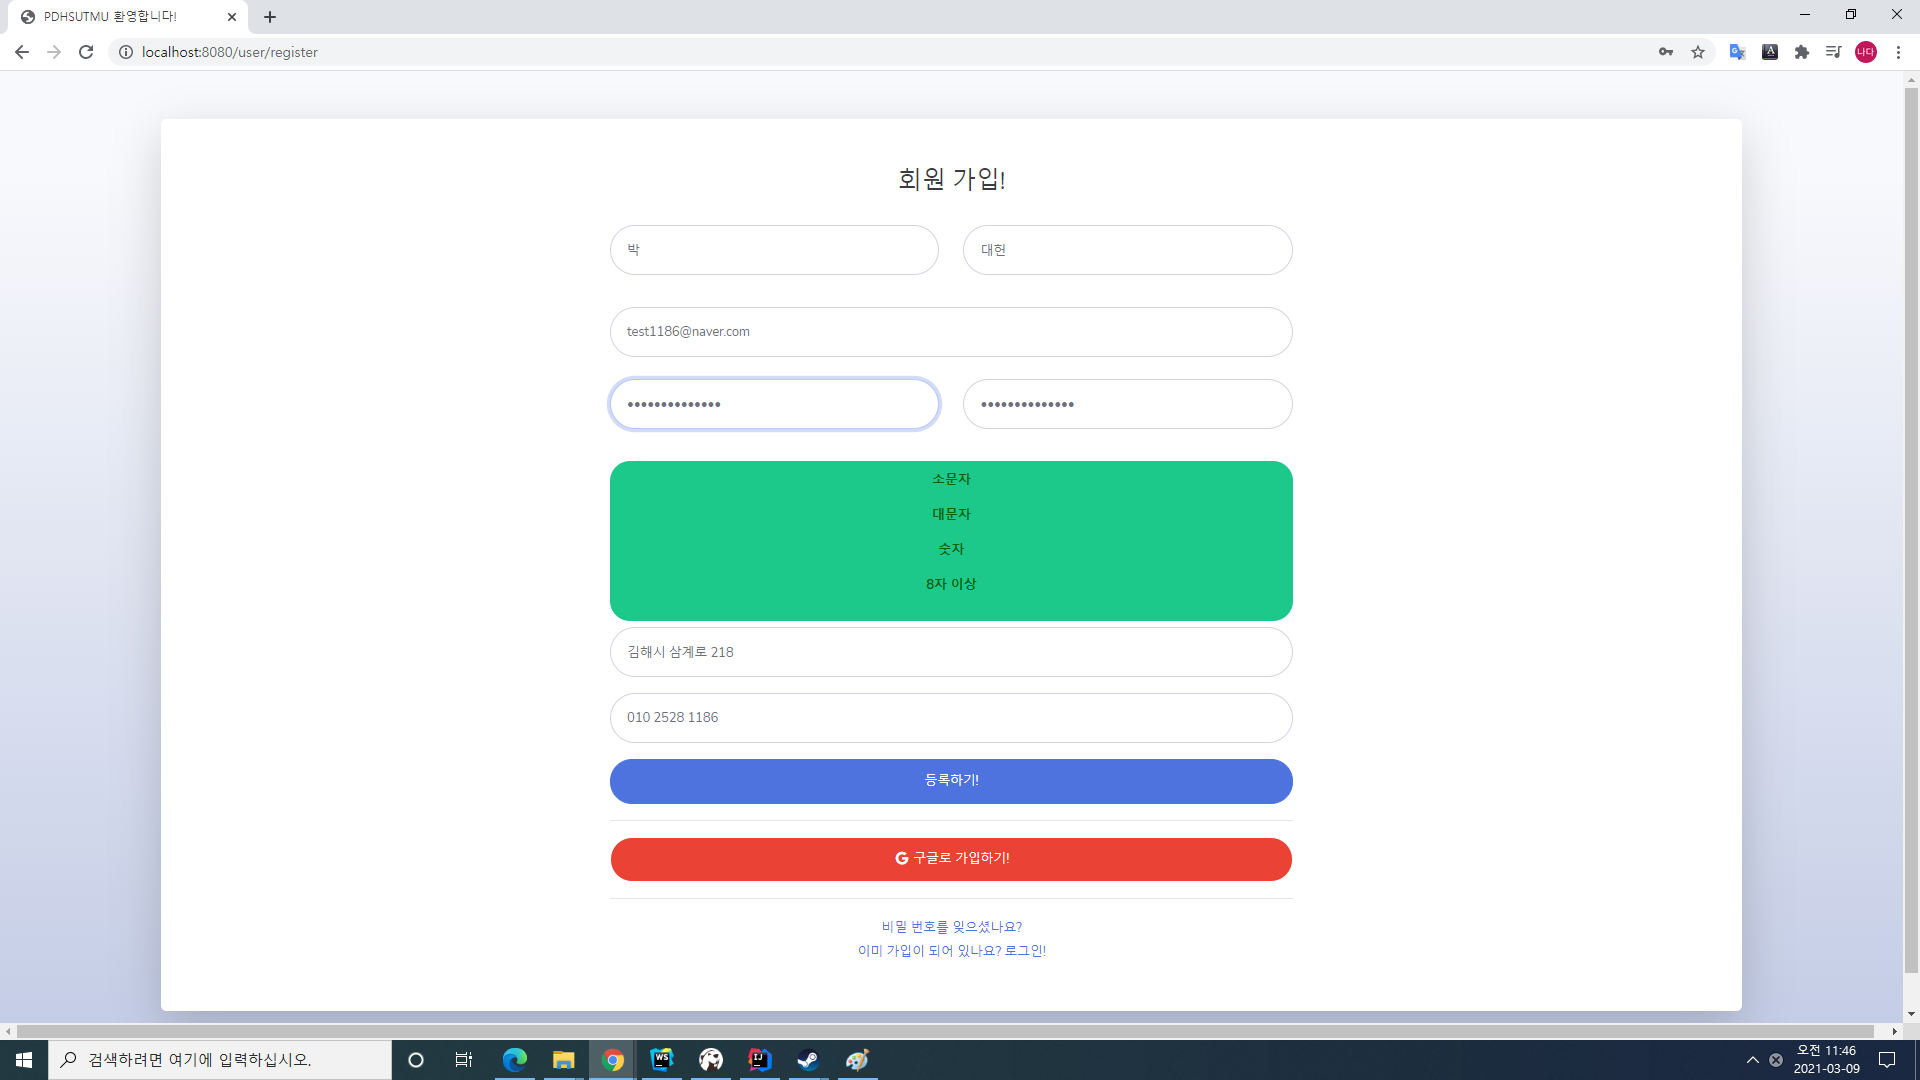 PDHSUTMU 환영합니다!
localhost:8080/user/register
나다
회원 가입!
박
대헌
test1186@naver.com
••••••••••••••
••••••••••••••
소문자
대문자
숫자
8자 이상
김해시 삼계로 218
010 2528 1186
등록하기!
G 구글로 가입하기!
비밀 번호를 잊으셨나요?
이미 가입이 되어 있나요? 로그인!
검색하려면 여기에 입력하십시오.
WS
IJ
오전 11:46
2021-03-09